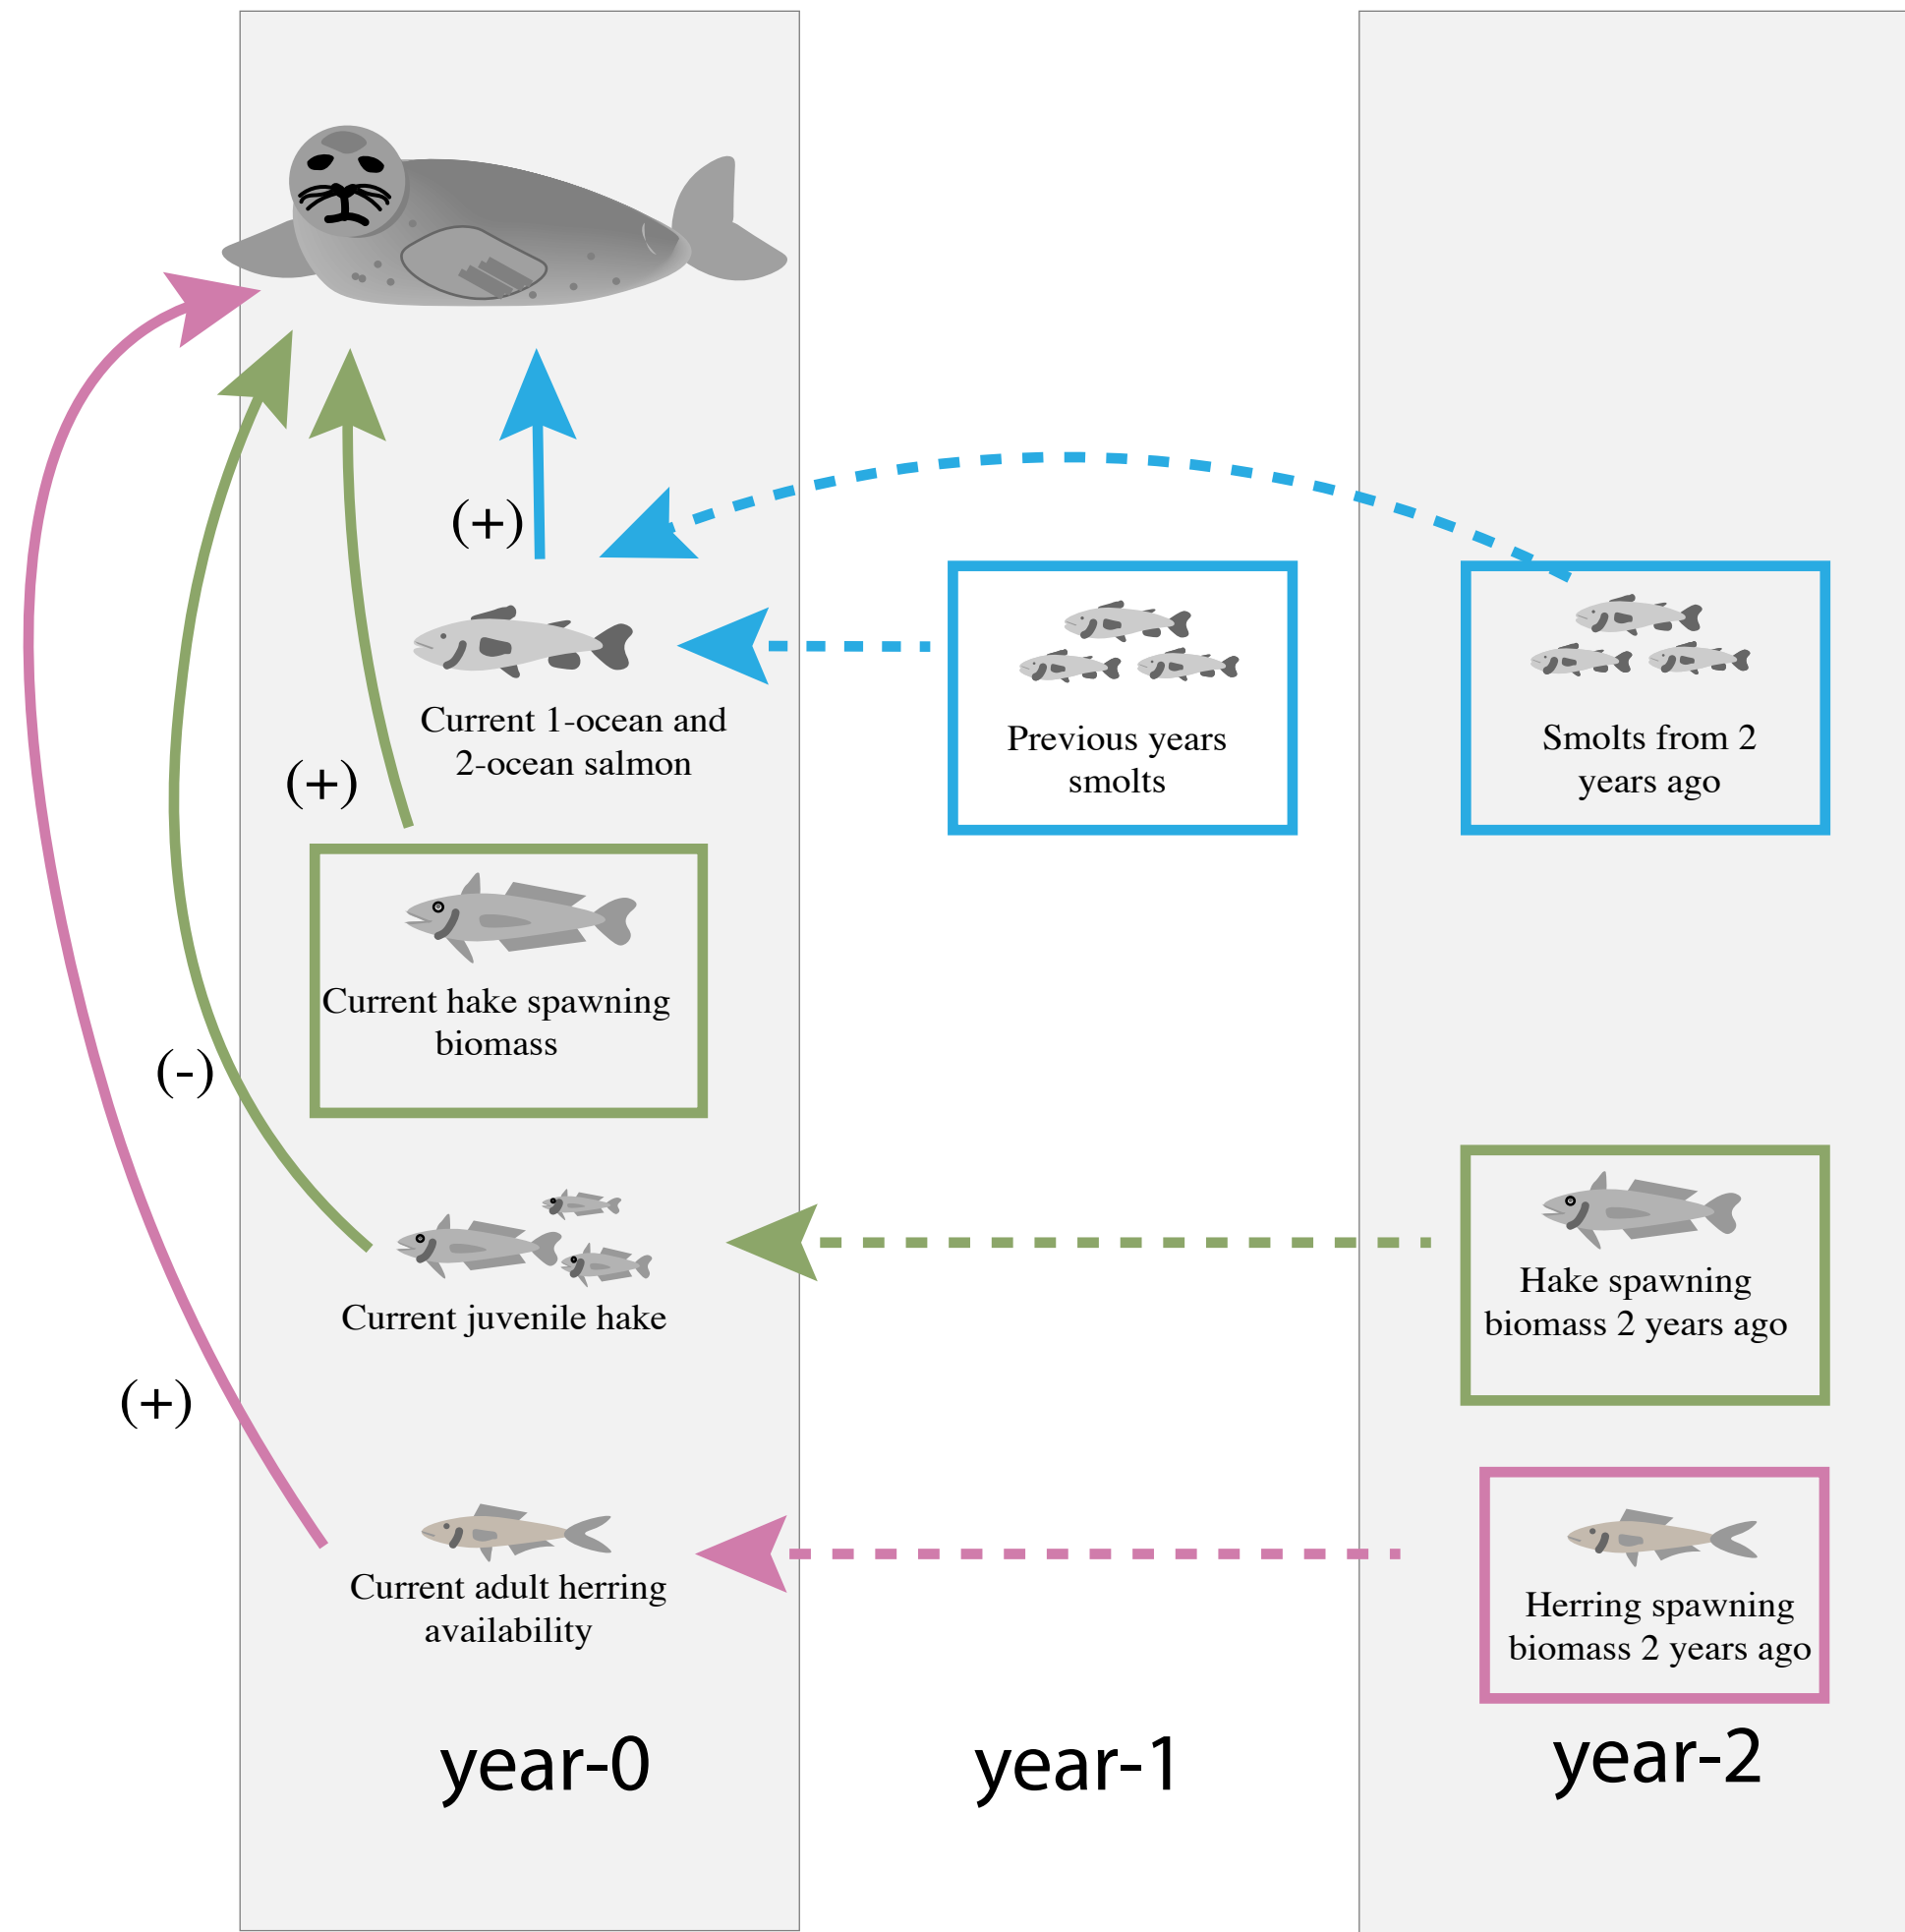 (+)
Current 1-ocean and
2-ocean salmon
Previous years
smolts
Smolts from 2
years ago
(+)
Current hake spawning
biomass
(-)
Current juvenile hake
Hake spawning
biomass 2 years ago
(+)
Current adult herring
availability
Herring spawning
biomass 2 years ago
year-0
year-1
year-2